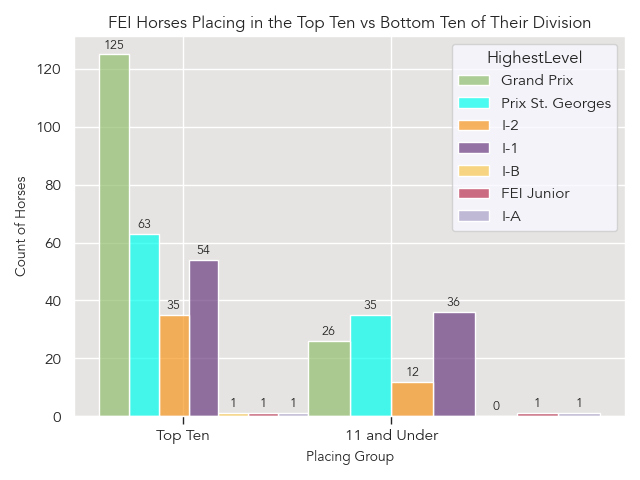 FEI Horses Placing in the Top Ten vs Bottom Ten of Their Division
HighestLevel
Grand Prix
Prix St. Georges
I-2
I-1
I-B
FEI Junior
I-A
Count of Horses
120
100
80
60
40
20
0
125
63
35
54
1
1
1
26
35
12
36
0
1
1
Top Ten
11 and Under
Placing Group